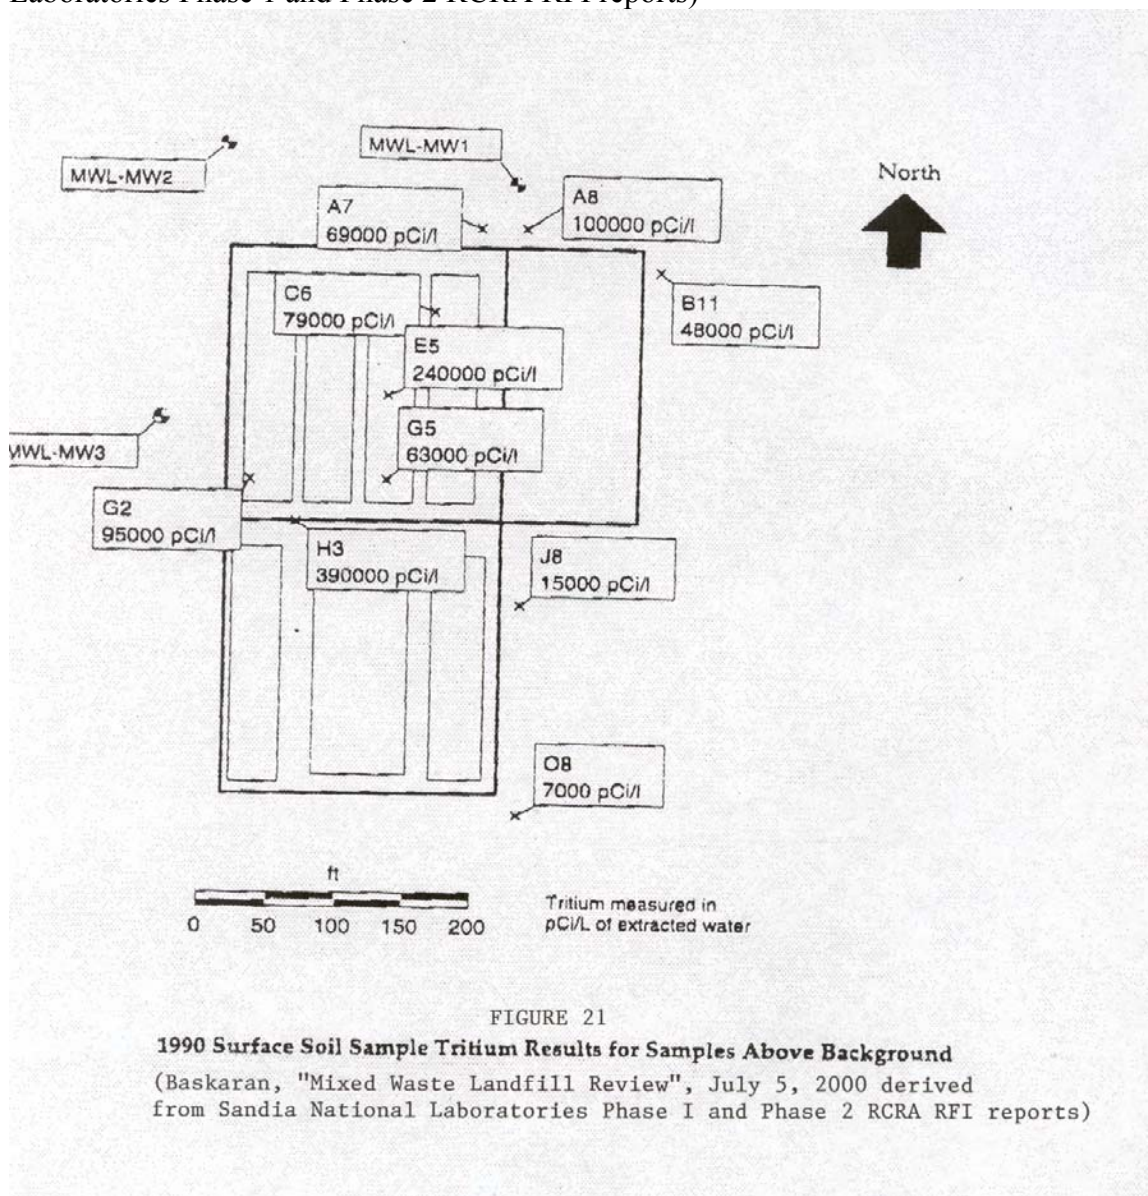 Laboratories Phase 1 and Phase 2 RCRA RFI reports)
MWL-MW1
MWL-MW2
North
A7
69000 pCi/l
A8
100000 pCi/l
C6
79000 pCi/l
B11
48000 pCi/l
E5
240000 pCi/l
G5
63000 pCi/l
MWL-MW3
G2
95000 pCi/l
H3
390000 pCi/l
J8
15000 pCi/l
O8
7000 pCi/l
ft
0 50 100 150 200
Tritium measured in
pCi/L of extracted water
FIGURE 21
1990 Surface Soil Sample Tritium Results for Samples Above Background
(Baskaran, "Mixed Waste Landfill Review", July 5, 2000 derived
from Sandia National Laboratories Phase I and Phase 2 RCRA RFI reports)